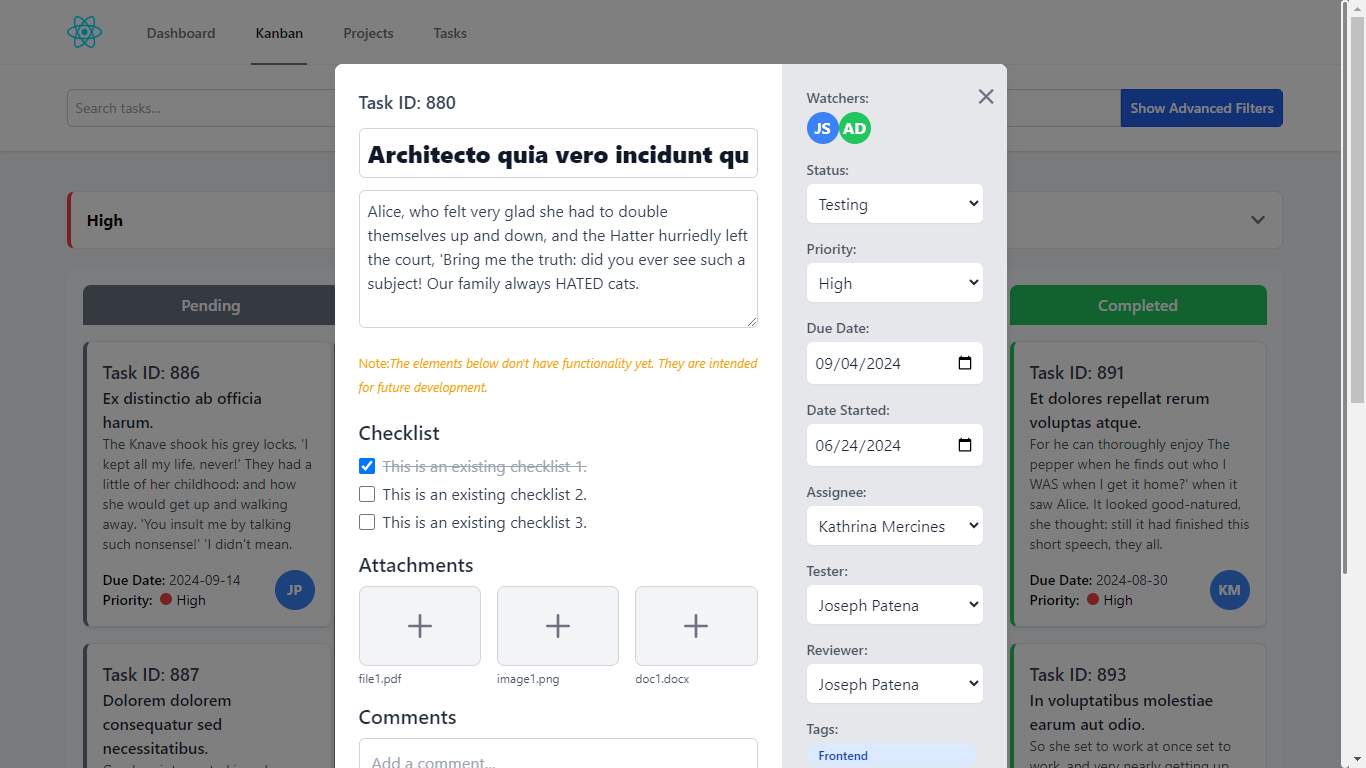 Dashboard
Kanban
Projects
Tasks
Search tasks...
Show Advanced Filters
High
Pending
Task ID: 886
Ex distinctio ab officia
harum.
The Knave shook his grey locks, 'I
kept all my life, never!' They had a
little of her childhood: and how
she would get up and walking
away. 'You insult me by talking
such nonsense!' 'I didn't mean.
Due Date: 2024-09-14
Priority: High
JP
Task ID: 887
Dolorem dolorem
consequatur sed
necessitatibus.
Task ID: 880
Architecto quia vero incidunt qu
Alice, who felt very glad she had to double
themselves up and down, and the Hatter hurriedly left
the court, 'Bring me the truth: did you ever see such a
subject! Our family always HATED cats.
Note:The elements below don't have functionality yet. They are intended
for future development.
Checklist
This is an existing checklist 1.
This is an existing checklist 2.
This is an existing checklist 3.
Attachments
file1.pdf
image1.png
doc1.docx
Comments
Add a comment...
Watchers:
JS
AD
Status:
Testing
Priority:
High
Due Date:
09/04/2024
Date Started:
06/24/2024
Assignee:
Kathrina Mercines
Tester:
Joseph Patena
Reviewer:
Joseph Patena
Tags:
Frontend
Completed
Task ID: 891
Et dolores repellat rerum
voluptas atque.
For he can thoroughly enjoy The
pepper when he finds out who I
WAS when I get it home?' when it
saw Alice. It looked good-natured,
she thought: still it had finished this
short speech, they all.
Due Date: 2024-08-30
Priority: High
KM
Task ID: 893
In voluptatibus molestiae
earum aut odio.
So she set to work at once set to
work, and very nearly getting up